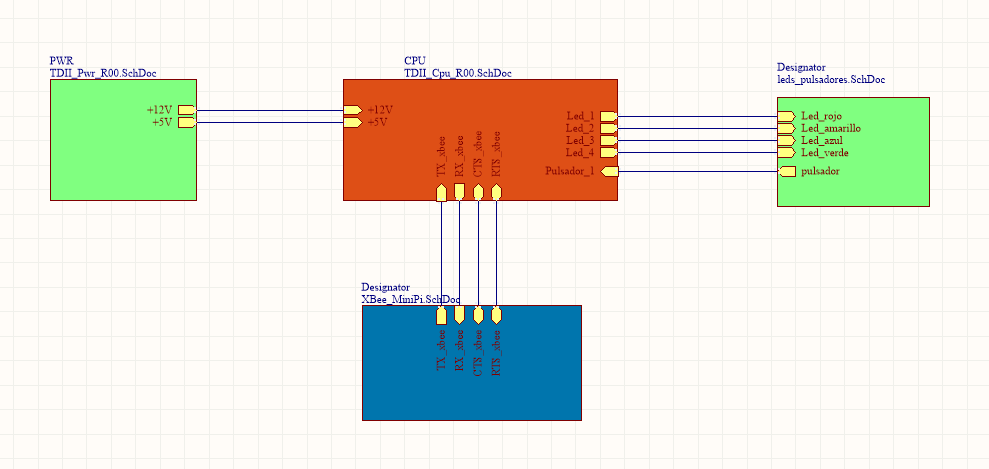 PWR
TDII_Pwr_R00.SchDoc
+12V
+5V
CPU
TDII_Cpu_R00.SchDoc
+12V
+5V
Led_1
Led_2
Led_3
Led_4
Pulsador_1
TX_xbee
RX_xbee
CTS_xbee
RTS_xbee
Designator
leds_pulsadores.SchDoc
Led_rojo
Led_amarillo
Led_azul
Led_verde
pulsador
Designator
XBee_MiniPi.SchDoc
TX_xbee
RX_xbee
CTS_xbee
RTS_xbee